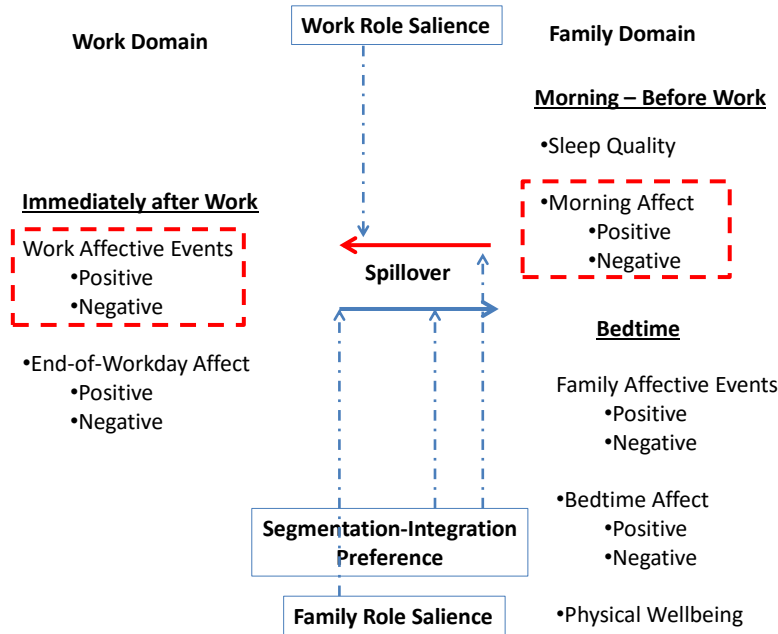 Work Role Salience
Work Domain
Family Domain
Morning – Before Work
•Sleep Quality
•Morning Affect
•Positive
•Negative
Immediately after Work
Work Affective Events
•Positive
•Negative
•End-of-Workday Affect
•Positive
•Negative
Spillover
Bedtime
Family Affective Events
•Positive
•Negative
•Bedtime Affect
•Positive
•Negative
•Physical Wellbeing
Segmentation-Integration
Preference
Family Role Salience